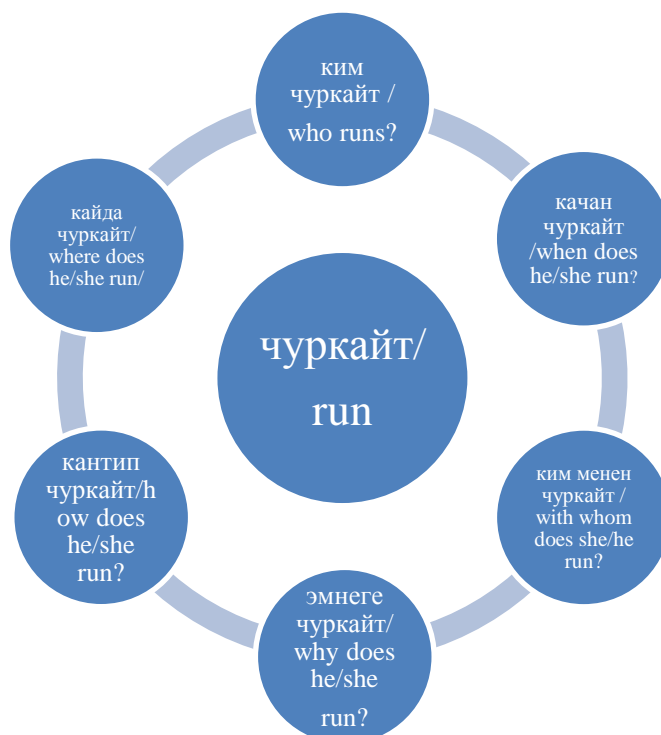 ким
чуркайт /
who runs?
качан
чуркайт
/when does
he/she run?
ким менен
чуркайт /
with whom
does she/he
run?
эмнеге
чуркайт/
why does
he/she
run?
кантип
чуркайт/h
ow does
he/she
run?
кайда
чуркайт/
where does
he/she run/
чуркайт/
run